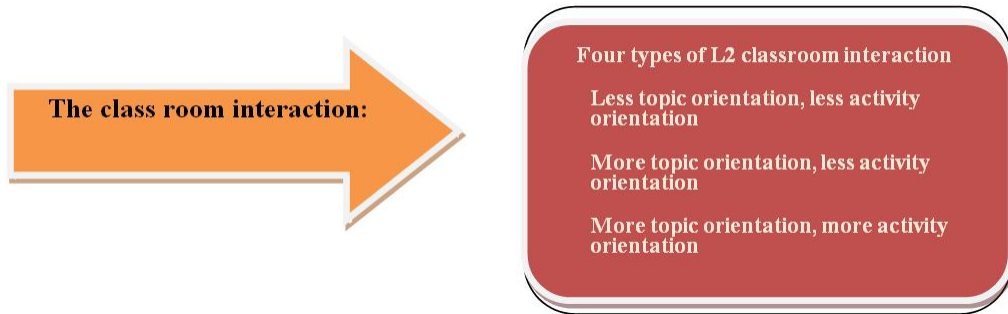 The class room interaction:
Four types of L2 classroom interaction
Less topic orientation, less activity
orientation
More topic orientation, less activity
orientation
More topic orientation, more activity
orientation